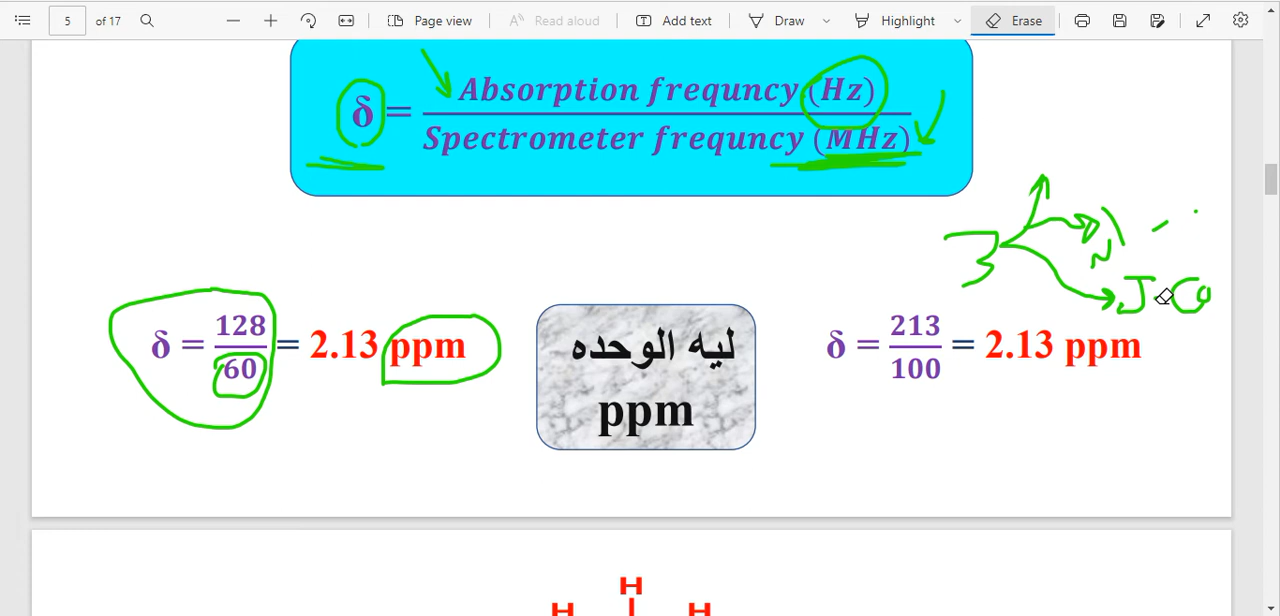 5 of 17 Page view Read aloud Add text Draw Highlight Erase
δ = Absorption frequncy (Hz)
Spectrometer frequncy (MHz)
δ = 128 / 60 = 2.13 ppm
ليه الوحده
ppm
δ = 213 / 100 = 2.13 ppm
H
H H